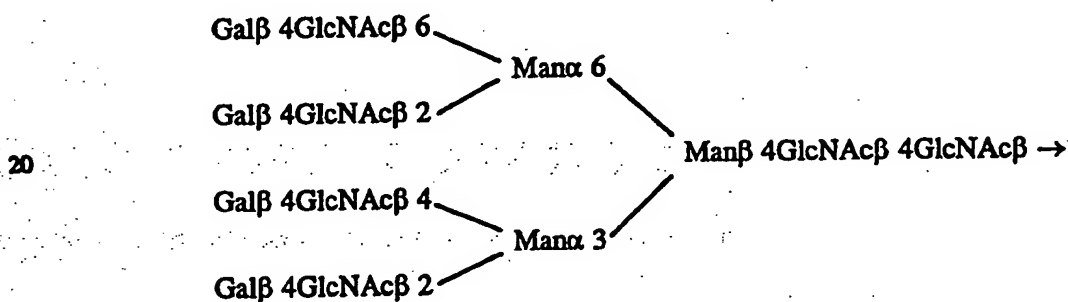 Galβ 4GlcNAcβ 6
Manα 6
Galβ 4GlcNAcβ 2
20
Manβ 4GlcNAcβ 4GlcNAcβ →
Galβ 4GlcNAcβ 4
Manα 3
Galβ 4GlcNAcβ 2